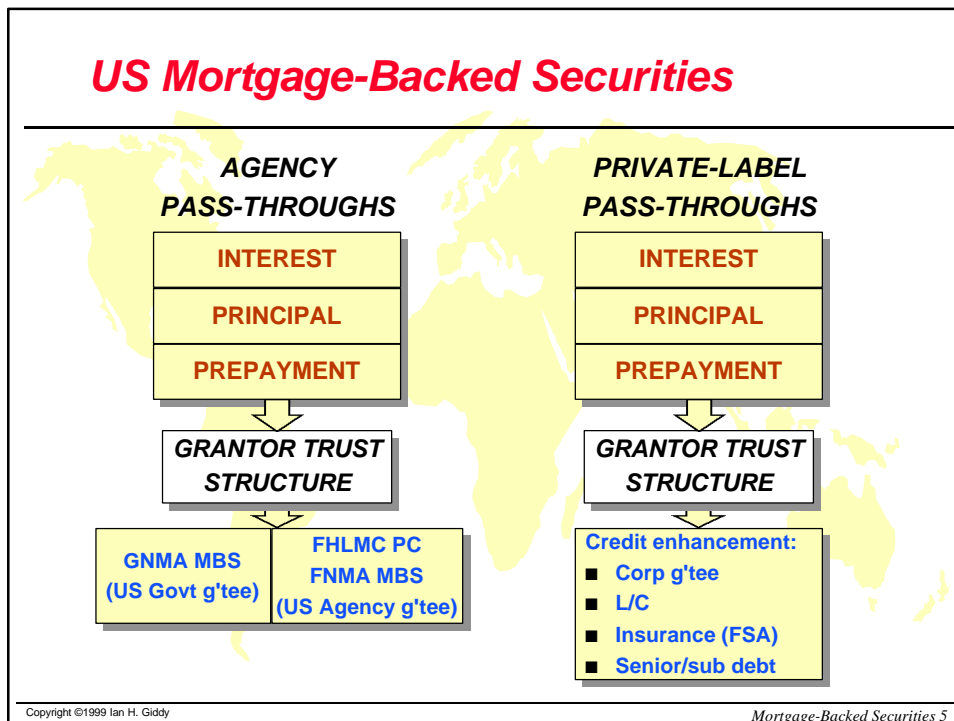 US Mortgage-Backed Securities
AGENCY
PASS-THROUGHS
INTEREST
PRINCIPAL
PREPAYMENT
GRANTOR TRUST
STRUCTURE
GNMA MBS
(US Govt g'tee)
FHLMC PC
FNMA MBS
(US Agency g'tee)
PRIVATE-LABEL
PASS-THROUGHS
INTEREST
PRINCIPAL
PREPAYMENT
GRANTOR TRUST
STRUCTURE
Credit enhancement:
■ Corp g'tee
■ L/C
■ Insurance (FSA)
■ Senior/sub debt
Copyright ©1999 Ian H. Giddy
Mortgage-Backed Securities 5